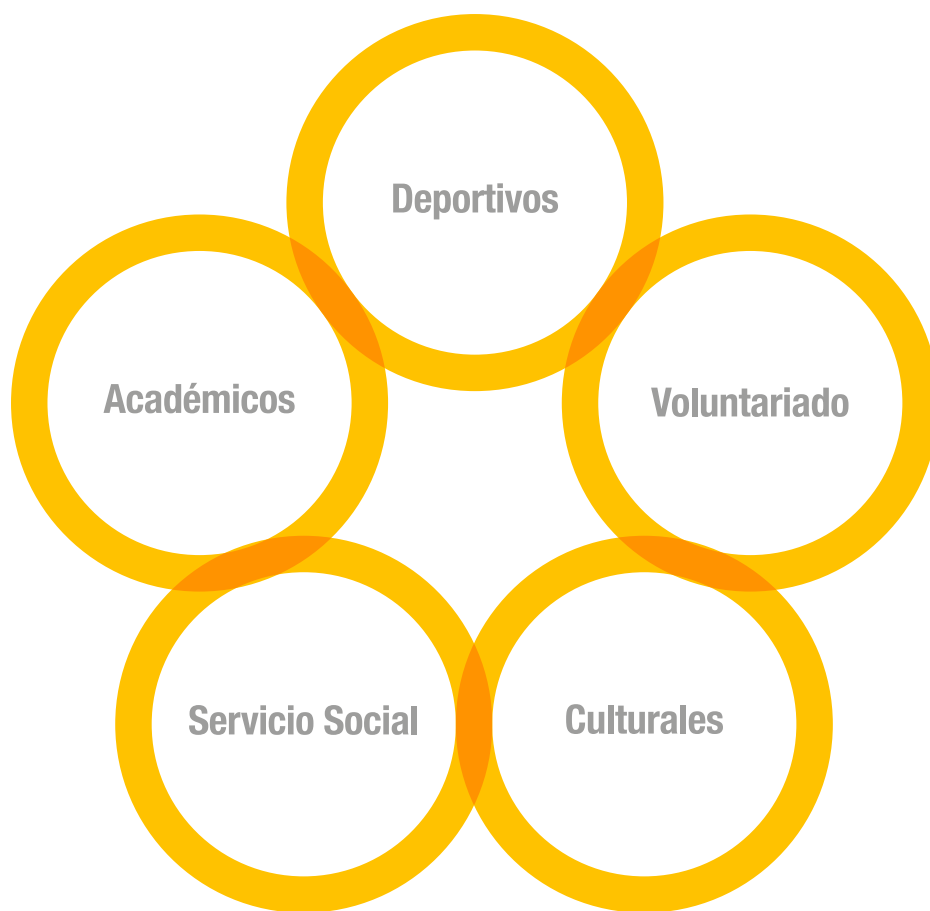 Deportivos
Académicos
Voluntariado
Servicio Social
Culturales